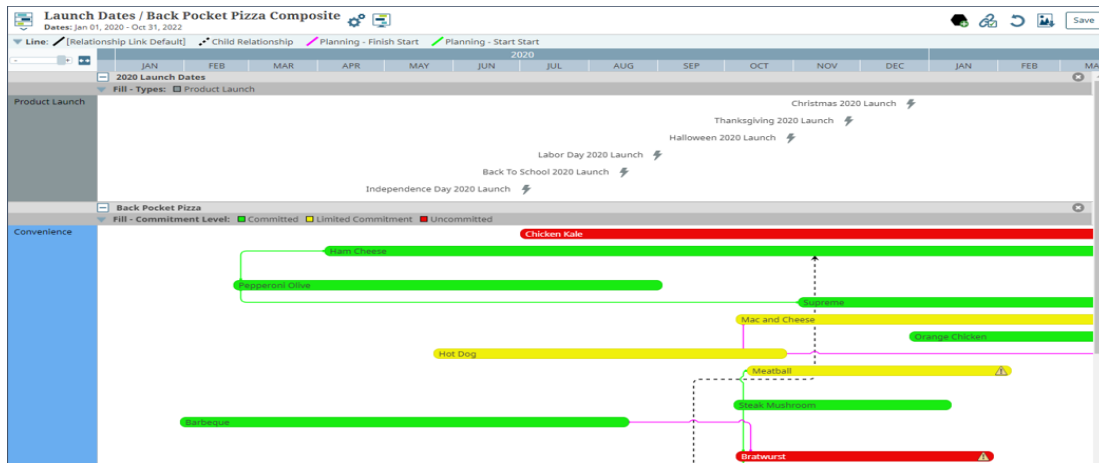 Launch Dates / Back Pocket Pizza Composite
Dates: Jan 01, 2020 - Oct 31, 2022
Save
Line: [Relationship Link Default] Child Relationship Planning - Finish Start Planning - Start Start
2020
JAN FEB MAR APR MAY JUN JUL AUG SEP OCT NOV DEC JAN FEB MA
2020 Launch Dates
Fill - Types: Product Launch
Product Launch
Christmas 2020 Launch
Thanksgiving 2020 Launch
Halloween 2020 Launch
Labor Day 2020 Launch
Back To School 2020 Launch
Independence Day 2020 Launch
Back Pocket Pizza
Fill - Commitment Level: Committed Limited Commitment Uncommitted
Convenience
Chicken Kale
Ham Cheese
Pepperoni Olive
Supreme
Mac and Cheese
Orange Chicken
Hot Dog
Meatball
Steak Mushroom
Barbeque
Bratwurst